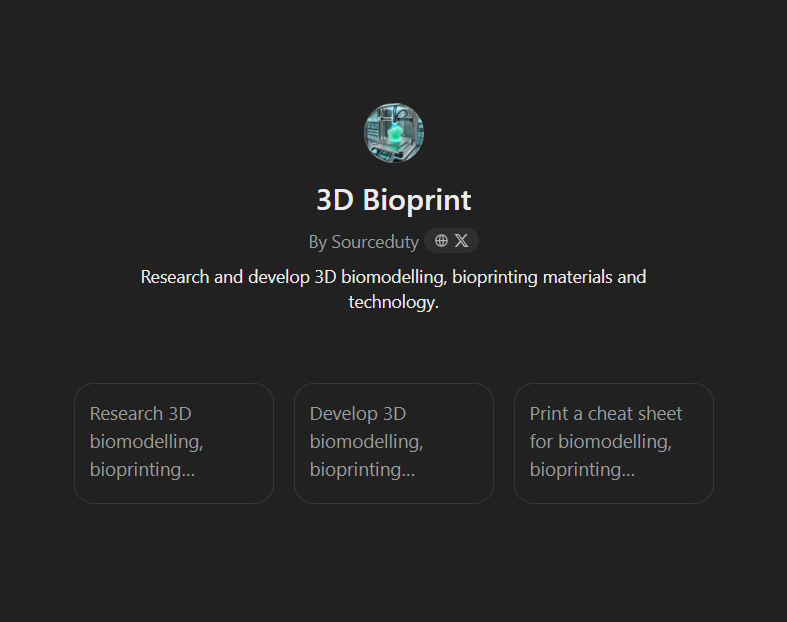 3D Bioprint
By Sourceduty
Research and develop 3D biomodelling, bioprinting materials and
technology.
Research 3D
biomodelling,
bioprinting...
Develop 3D
biomodelling,
bioprinting...
Print a cheat sheet
for biomodelling,
bioprinting...